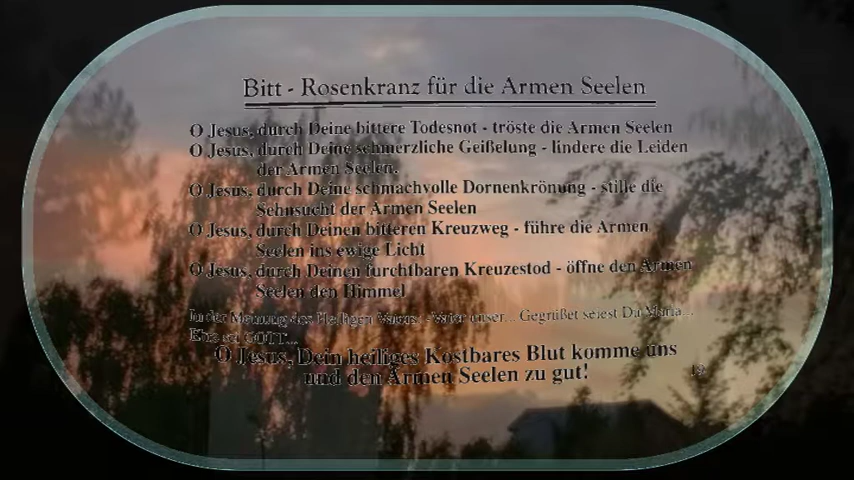 Bitt - Rosenkranz für die Armen Seelen
O Jesus, durch Deine bittere Todesnot - tröste die Armen Seelen
O Jesus, durch Deine schmerzliche Geißelung - lindere die Leiden
der Armen Seelen.
O Jesus, durch Deine schmachvolle Dornenkrönung - stille die
Sehnsucht der Armen Seelen
O Jesus, durch Deinen bitteren Kreuzweg - führe die Armen
Seelen ins ewige Licht
O Jesus, durch Deinen furchtbaren Kreuzestod - öffne den Armen
Seelen den Himmel
In der Meinung des Heiligen Vaters: Vater unser... Gegrüßet seiest Du Maria...
Ehre sei GOTT...
O Jesus, Dein heiliges Kostbares Blut komme uns
und den Armen Seelen zu gut!